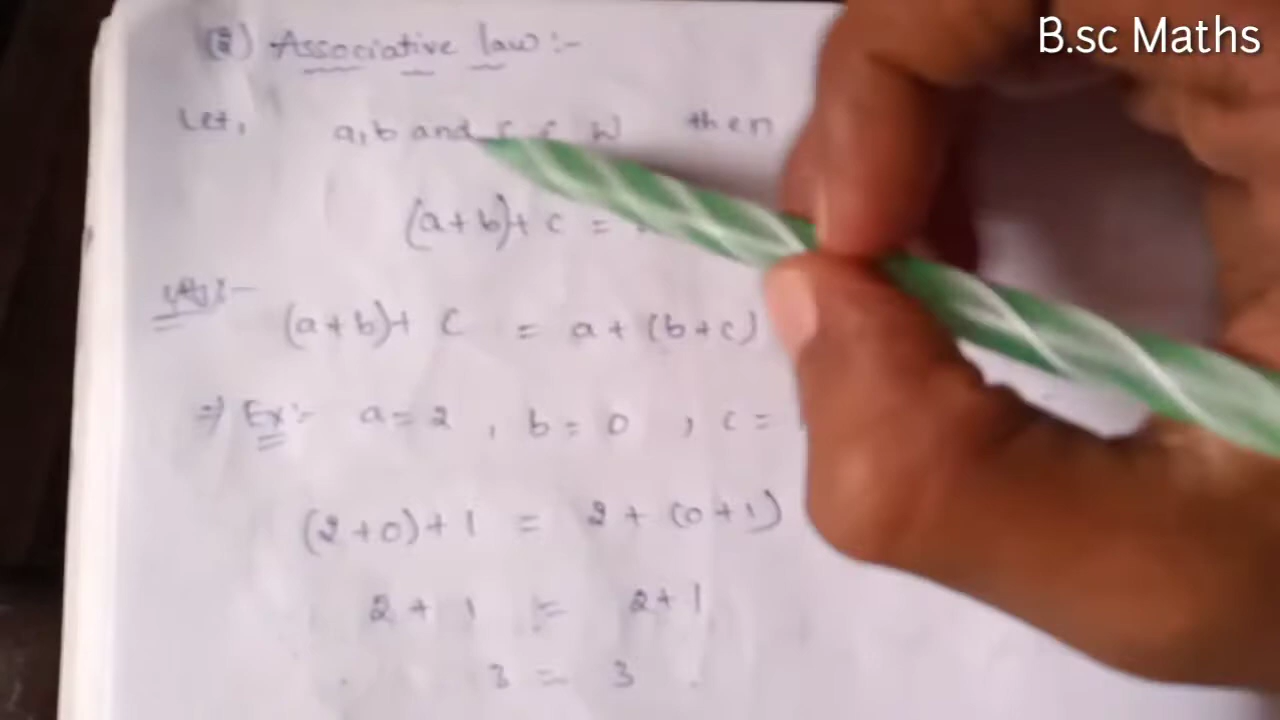 B.sc Maths
(2) Associative law :-
Let, a, b and c ∈ W then
(a+b)+c =
(a+b)+ c = a+(b+c)
⇒ Ex:- a=2, b=0, c=
(2+0)+1 = 2+(0+1)
2+1 = 2+1
3 = 3